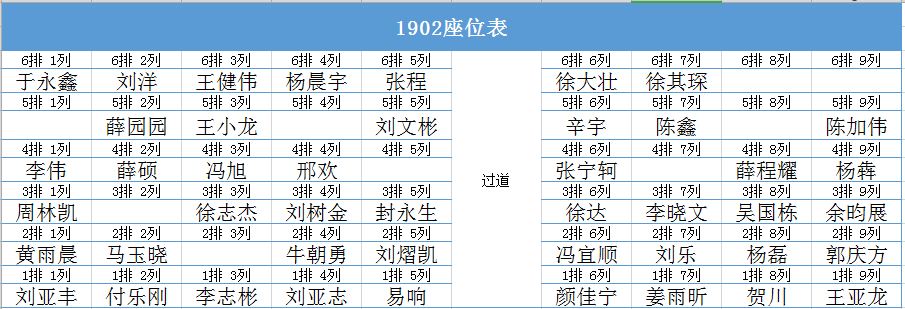 1902座位表
6排 1列 6排 2列 6排 3列 6排 4列 6排 5列 6排 6列 6排 7列 6排 8列 6排 9列
于永鑫 刘洋 王健伟 杨晨宇 张程 徐大壮 徐其琛
5排 1列 5排 2列 5排 3列 5排 4列 5排 5列 5排 6列 5排 7列 5排 8列 5排 9列
薛园园 王小龙 刘文彬 辛宇 陈鑫 陈加伟
4排 1列 4排 2列 4排 3列 4排 4列 4排 5列 4排 6列 4排 7列 4排 8列 4排 9列
李伟 薛硕 冯旭 邢欢 张宁轲 薛程耀 杨犇
过道
3排 1列 3排 2列 3排 3列 3排 4列 3排 5列 3排 6列 3排 7列 3排 8列 3排 9列
周林凯 徐志杰 刘树金 封永生 徐达 李晓文 吴国栋 余昀展
2排 1列 2排 2列 2排 3列 2排 4列 2排 5列 2排 6列 2排 7列 2排 8列 2排 9列
黄雨晨 马玉晓 牛朝勇 刘熠凯 冯宜顺 刘乐 杨磊 郭庆方
1排 1列 1排 2列 1排 3列 1排 4列 1排 5列 1排 6列 1排 7列 1排 8列 1排 9列
刘亚丰 付乐刚 李志彬 刘亚志 易响 颜佳宁 姜雨昕 贺川 王亚龙